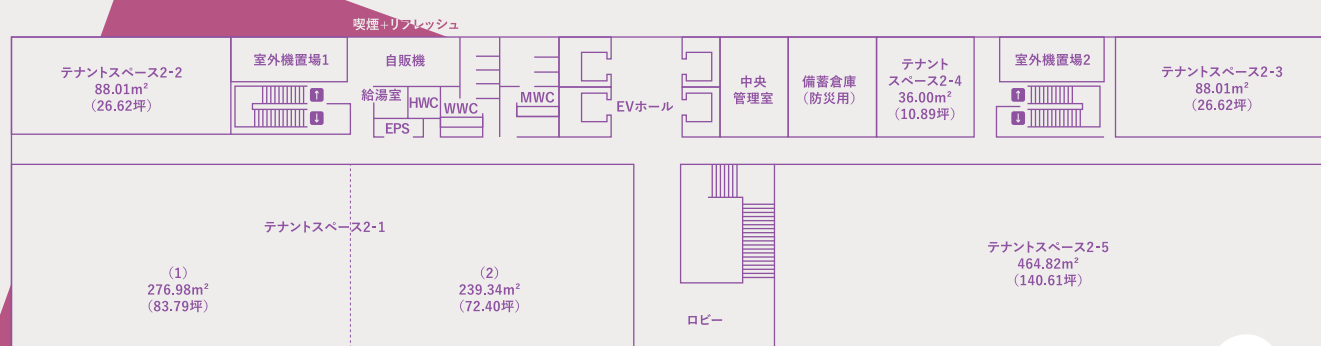 喫煙+リフレッシュ
テナントスペース2-2
88.01m²
(26.62坪)
室外機置場1
自販機
給湯室
HWC
WWC
MWC
EPS
EVホール
中央
管理室
備蓄倉庫
(防災用)
テナント
スペース2-4
36.00m²
(10.89坪)
室外機置場2
テナントスペース2-3
88.01m²
(26.62坪)
↑
↓
↑
↓
テナントスペース2-1
(1)
276.98m²
(83.79坪)
(2)
239.34m²
(72.40坪)
ロビー
テナントスペース2-5
464.82m²
(140.61坪)